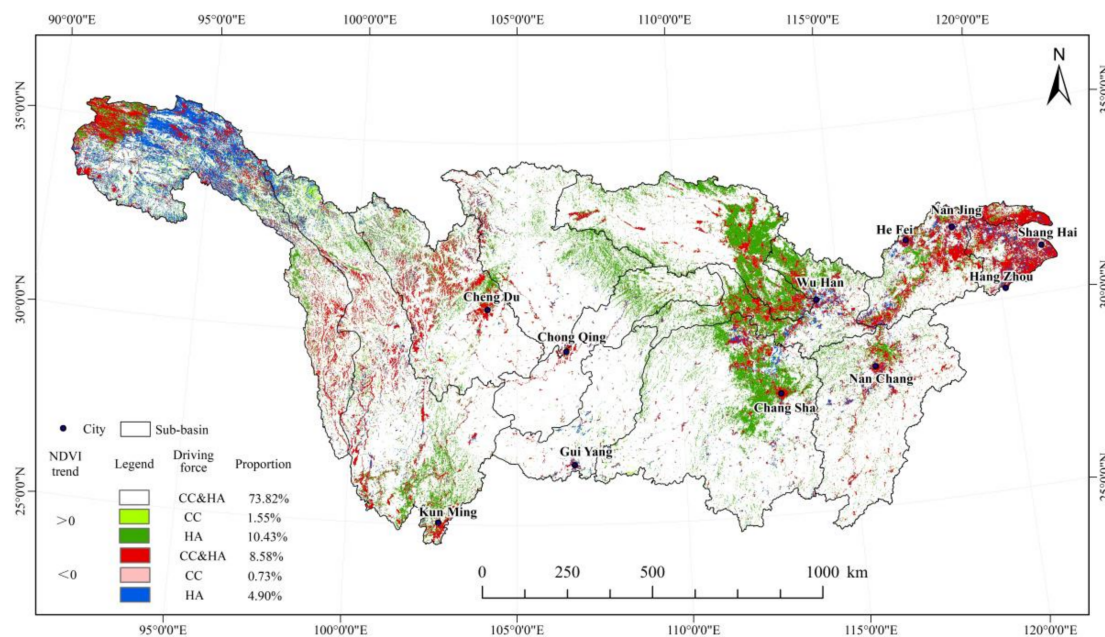 90°0'0"E 95°0'0"E 100°0'0"E 105°0'0"E 110°0'0"E 115°0'0"E 120°0'0"E
N
35°0'0"N 35°0'0"N
Nan Jing
He Fei Shang Hai
Hang Zhou
Wu Han
30°0'0"N 30°0'0"N
Cheng Du
Chong Qing
Nan Chang
Chang Sha
Gui Yang
25°0'0"N 25°0'0"N
Kun Ming
City Sub-basin
NDVI trend Legend Driving force Proportion
>0 CC&HA 73.82%
CC 1.55%
HA 10.43%
<0 CC&HA 8.58%
CC 0.73%
HA 4.90%
0 250 500 1000 km
95°0'0"E 100°0'0"E 105°0'0"E 110°0'0"E 115°0'0"E 120°0'0"E